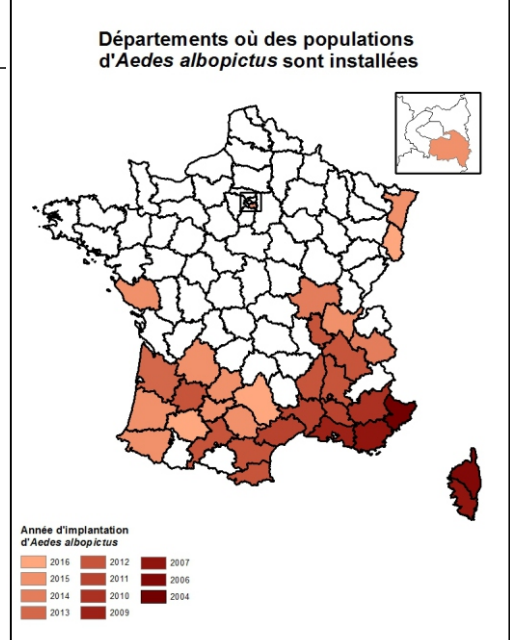 Départements où des populations
d'Aedes albopictus sont installées
Année d'implantation
d'Aedes albopictus
2016
2015
2014
2013
2012
2011
2010
2009
2007
2006
2004